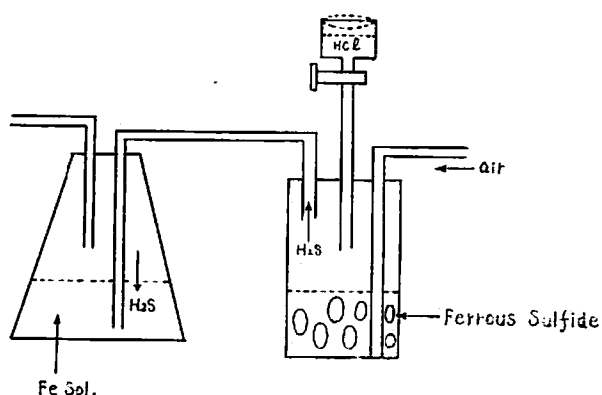 HCl
air
H₂S
H₂S
Ferrous Sulfide
Fe Sol.